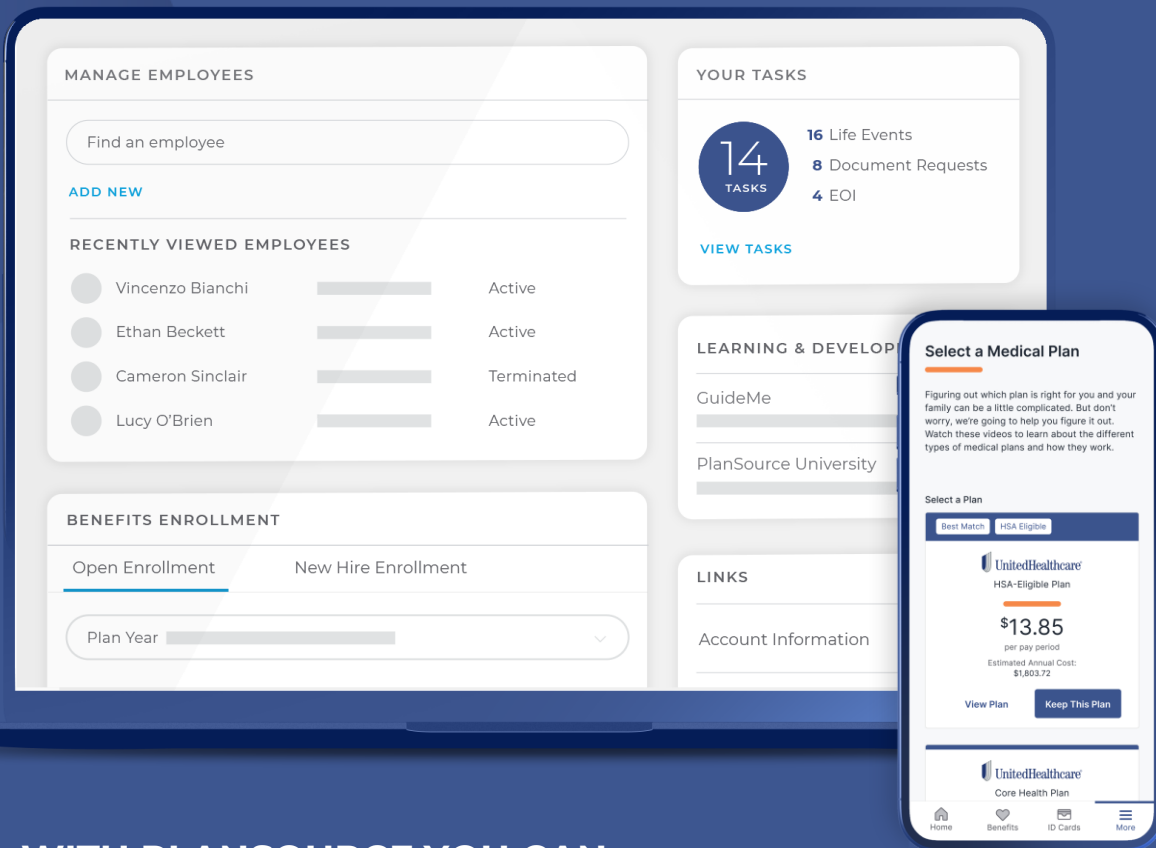 MANAGE EMPLOYEES
Find an employee
ADD NEW
RECENTLY VIEWED EMPLOYEES
Vincenzo Bianchi Active
Ethan Beckett Active
Cameron Sinclair Terminated
Lucy O’Brien Active
BENEFITS ENROLLMENT
Open Enrollment New Hire Enrollment
Plan Year
YOUR TASKS
14
TASKS
16 Life Events
8 Document Requests
4 EOI
VIEW TASKS
LEARNING & DEVELOP
GuideMe
PlanSource University
LINKS
Account Information
Select a Medical Plan
Figuring out which plan is right for you and your
family can be a little complicated. But don't
worry, we're going to help you figure it out.
Watch these videos to learn about the different
types of medical plans and how they work.
Select a Plan
Best Match HSA Eligible
UnitedHealthcare
HSA-Eligible Plan
$13.85
per pay period
Estimated Annual Cost:
$1,803.72
View Plan Keep This Plan
UnitedHealthcare
Core Health Plan
Home Benefits ID Cards More
WITH PLANSOURCE YOU CAN